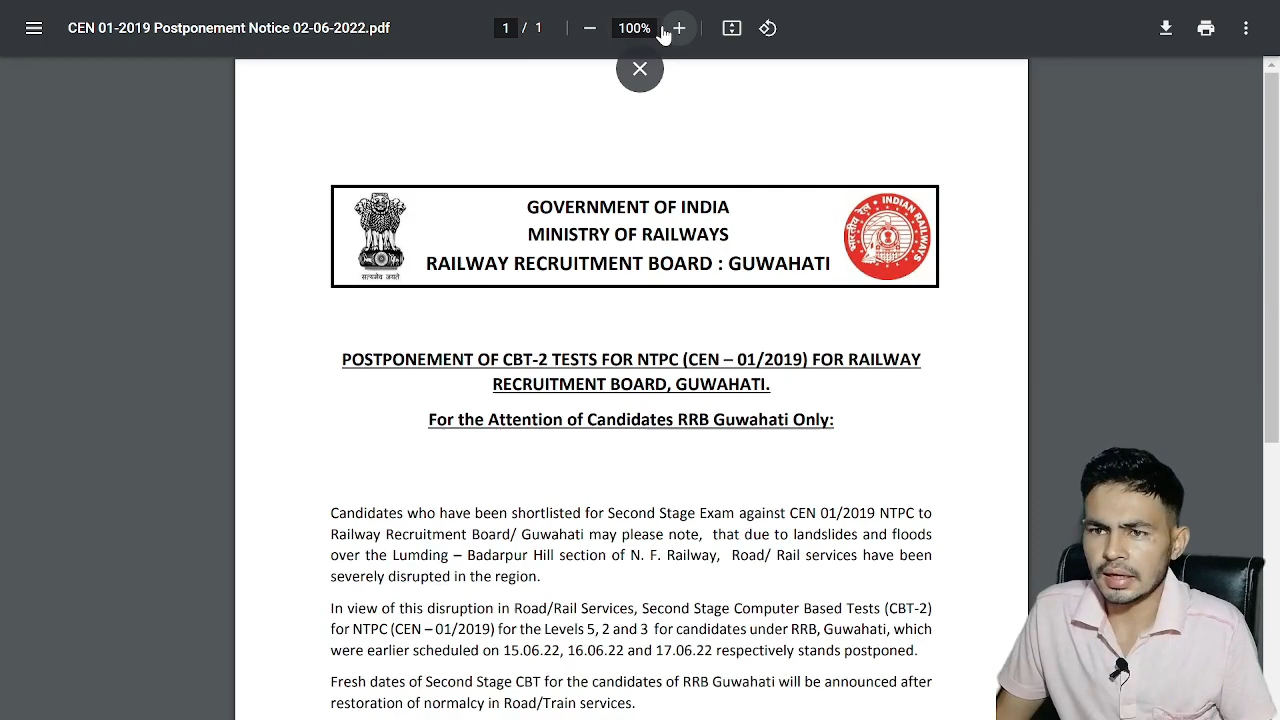 CEN 01-2019 Postponement Notice 02-06-2022.pdf
1 / 1
100%
GOVERNMENT OF INDIA
MINISTRY OF RAILWAYS
RAILWAY RECRUITMENT BOARD : GUWAHATI
सत्यमेव जयते
भारतीय रेल • INDIAN RAILWAYS
POSTPONEMENT OF CBT-2 TESTS FOR NTPC (CEN – 01/2019) FOR RAILWAY
RECRUITMENT BOARD, GUWAHATI.
For the Attention of Candidates RRB Guwahati Only:
Candidates who have been shortlisted for Second Stage Exam against CEN 01/2019 NTPC to
Railway Recruitment Board/ Guwahati may please note, that due to landslides and floods
over the Lumding – Badarpur Hill section of N. F. Railway, Road/ Rail services have been
severely disrupted in the region.
In view of this disruption in Road/Rail Services, Second Stage Computer Based Tests (CBT-2)
for NTPC (CEN – 01/2019) for the Levels 5, 2 and 3 for candidates under RRB, Guwahati, which
were earlier scheduled on 15.06.22, 16.06.22 and 17.06.22 respectively stands postponed.
Fresh dates of Second Stage CBT for the candidates of RRB Guwahati will be announced after
restoration of normalcy in Road/Train services.